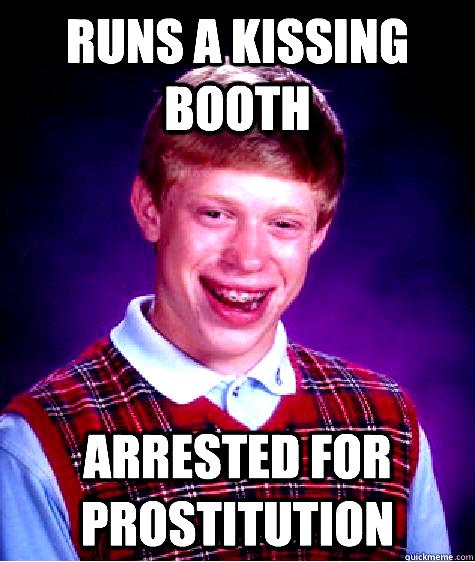 RUNS A KISSING
BOOTH
ARRESTED FOR
PROSTITUTION
quickmeme.com